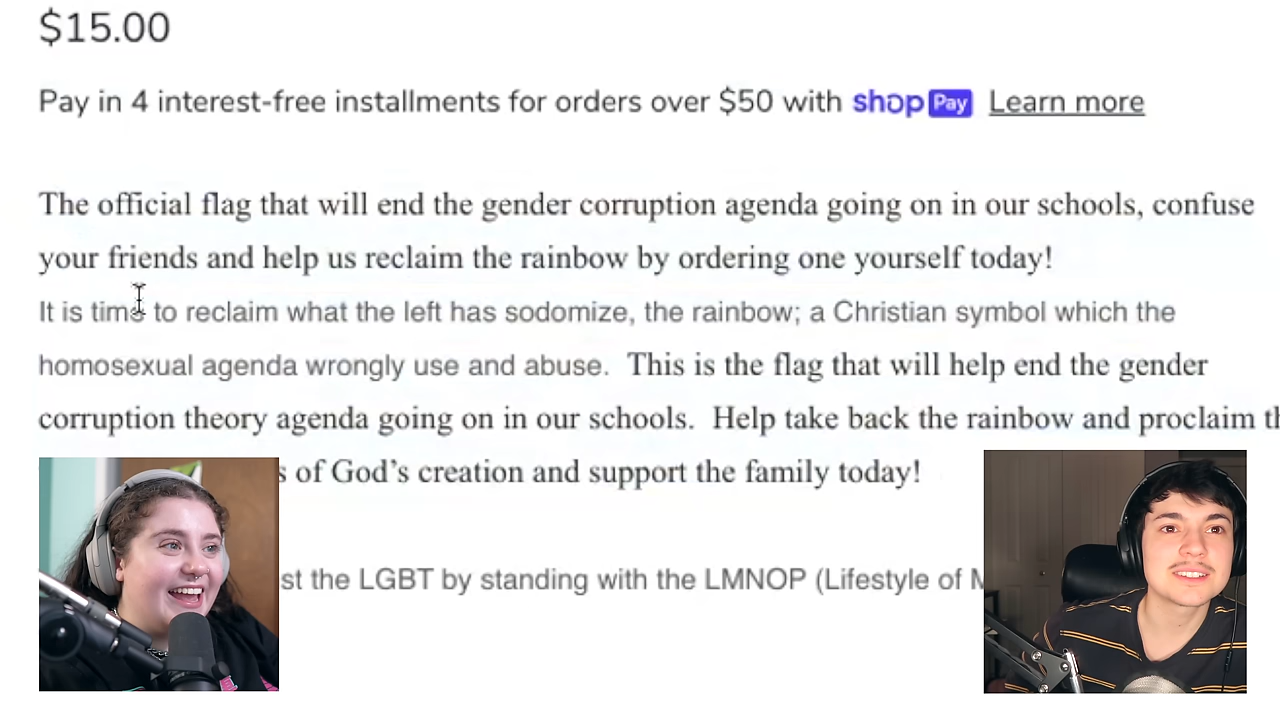 $15.00
Pay in 4 interest-free installments for orders over $50 with shop Pay Learn more
The official flag that will end the gender corruption agenda going on in our schools, confuse
your friends and help us reclaim the rainbow by ordering one yourself today!
It is time to reclaim what the left has sodomize, the rainbow; a Christian symbol which the
homosexual agenda wrongly use and abuse. This is the flag that will help end the gender
corruption theory agenda going on in our schools. Help take back the rainbow and proclaim
of God's creation and support the family today!
the LGBT by standing with the LMNOP (Lifestyle of